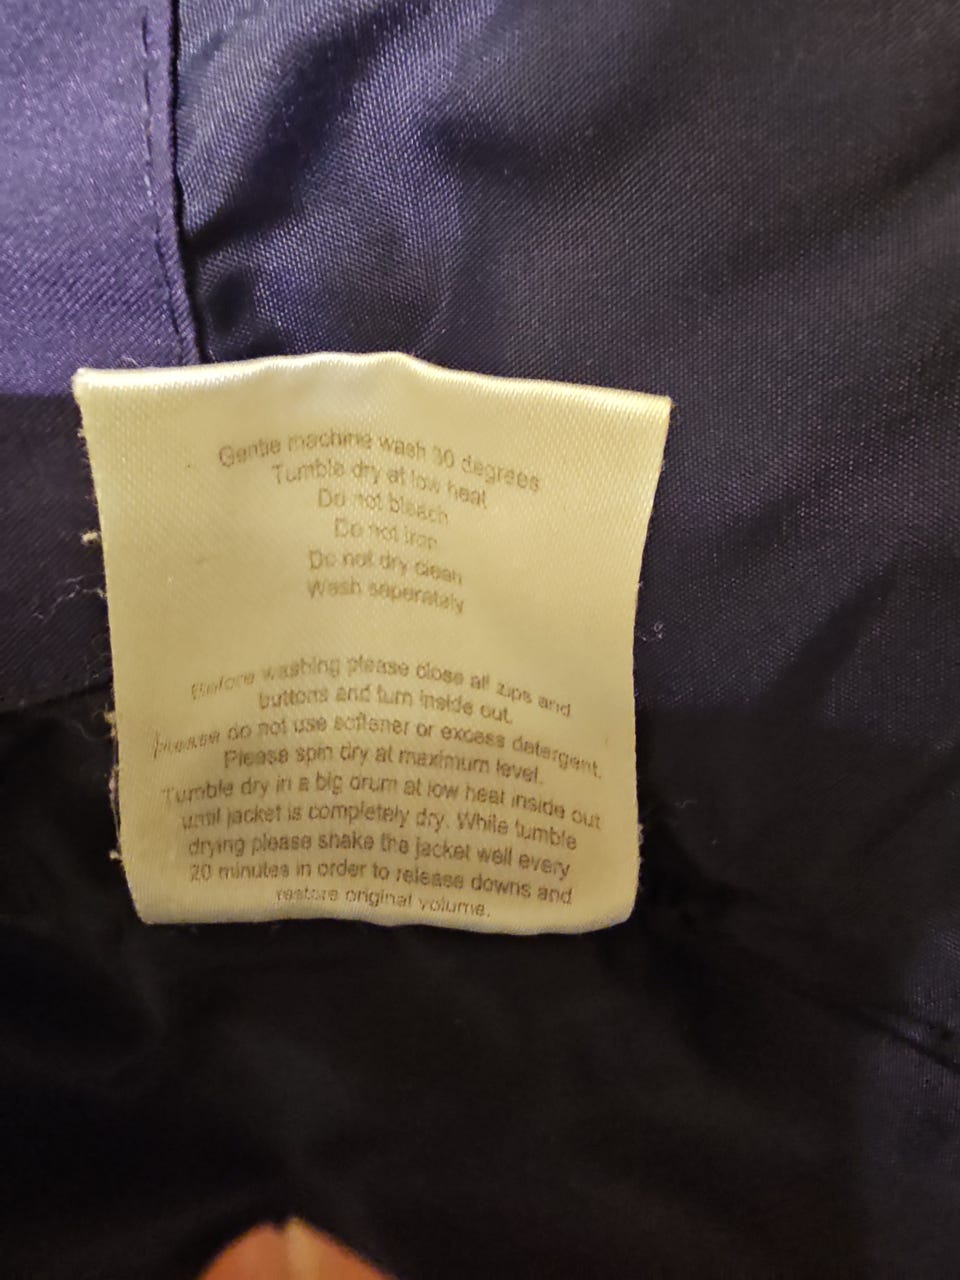 Gentle machine wash 30 degrees
Tumble dry at low heat
Do not bleach
Do not iron
Do not dry clean
Wash seperately
Before washing please close all zips and
buttons and turn inside out.
Please do not use softener or excess detergent.
Please spin dry at maximum level.
Tumble dry in a big drum at low heat inside out
until jacket is completely dry. While tumble
drying please shake the jacket well every
20 minutes in order to release downs and
restore original volume.